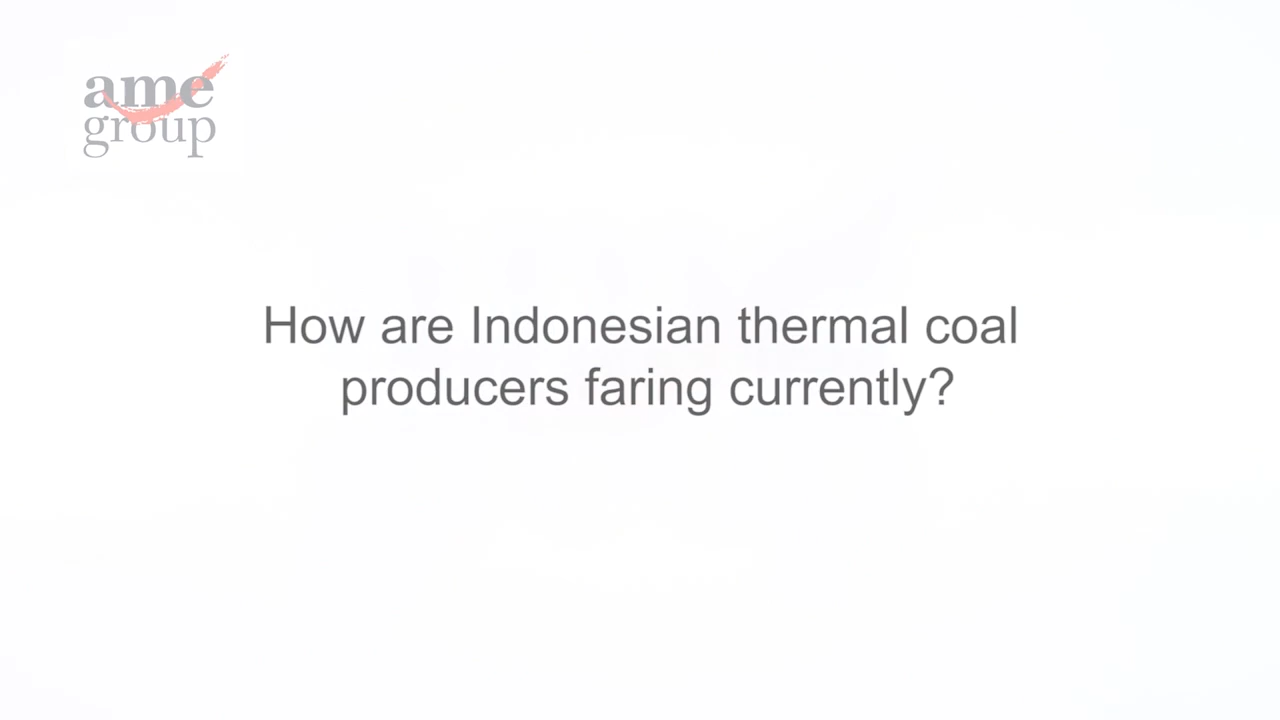 ame
group
How are Indonesian thermal coal
producers faring currently?